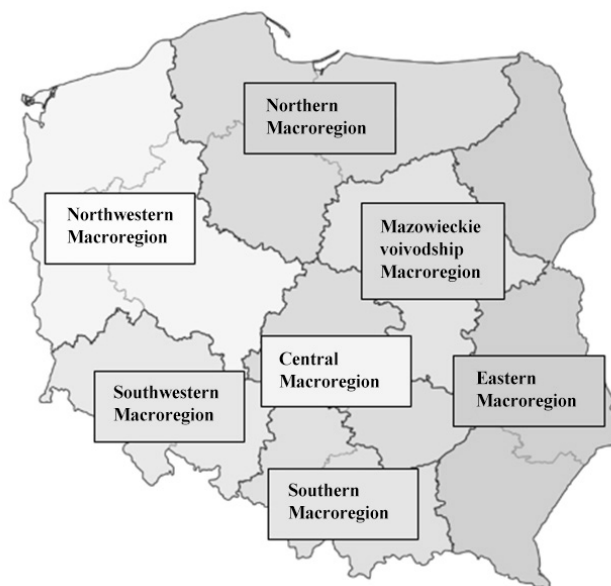 Northern
Macroregion
Northwestern
Macroregion
Mazowieckie
voivodship
Macroregion
Central
Macroregion
Eastern
Macroregion
Southwestern
Macroregion
Southern
Macroregion